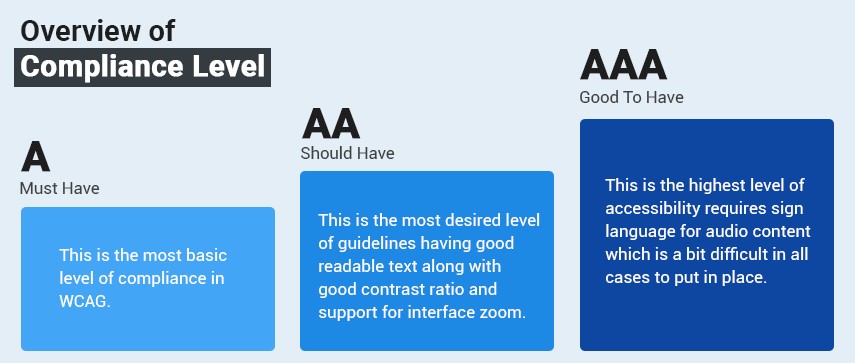 Overview of
Compliance Level
A
Must Have
This is the most basic
level of compliance in
WCAG.
AA
Should Have
This is the most desired level
of guidelines having good
readable text along with
good contrast ratio and
support for interface zoom.
AAA
Good To Have
This is the highest level of
accessibility requires sign
language for audio content
which is a bit difficult in all
cases to put in place.